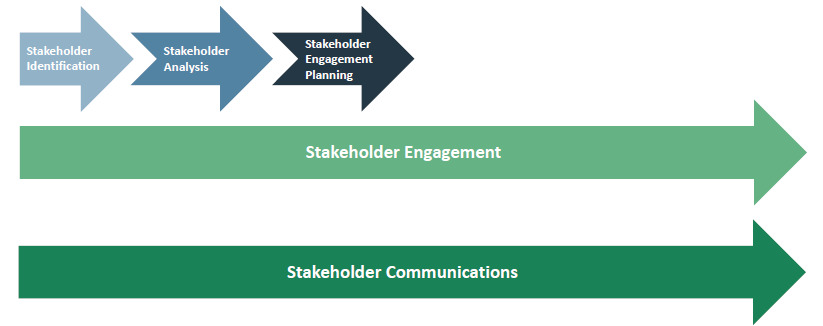 Stakeholder
Identification
Stakeholder
Analysis
Stakeholder
Engagement
Planning
Stakeholder Engagement
Stakeholder Communications